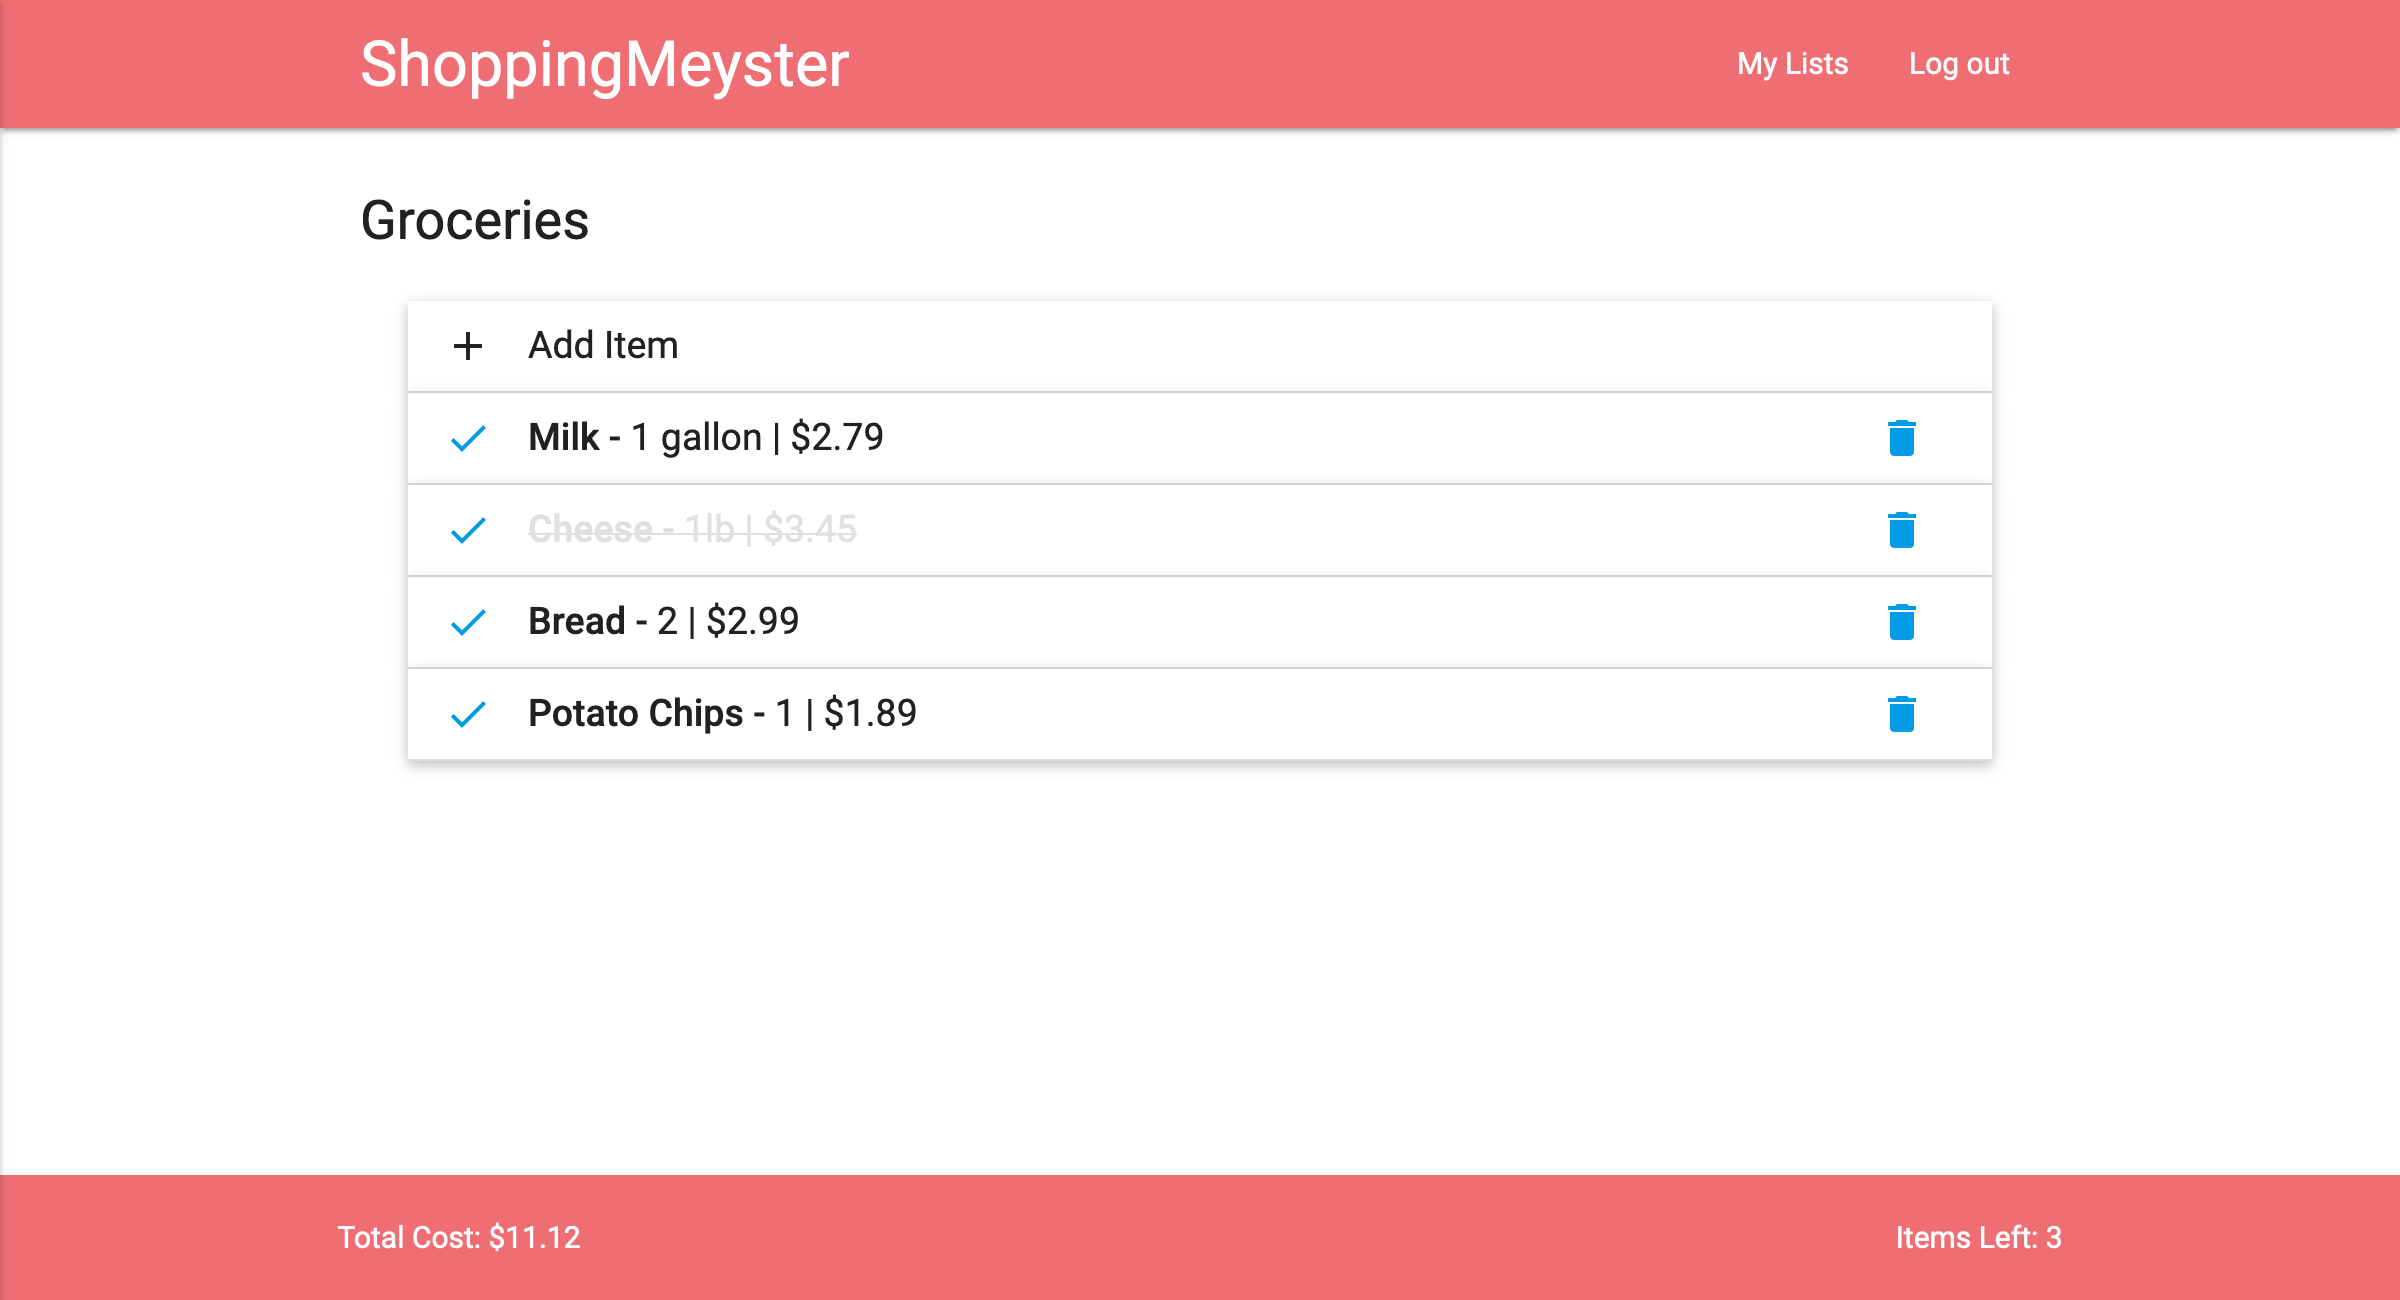 ShoppingMeyster
My Lists
Log out
Groceries
Add Item
Milk - 1 gallon | $2.79
Cheese - 1lb | $3.45
Bread - 2 | $2.99
Potato Chips - 1 | $1.89
Total Cost: $11.12
Items Left: 3